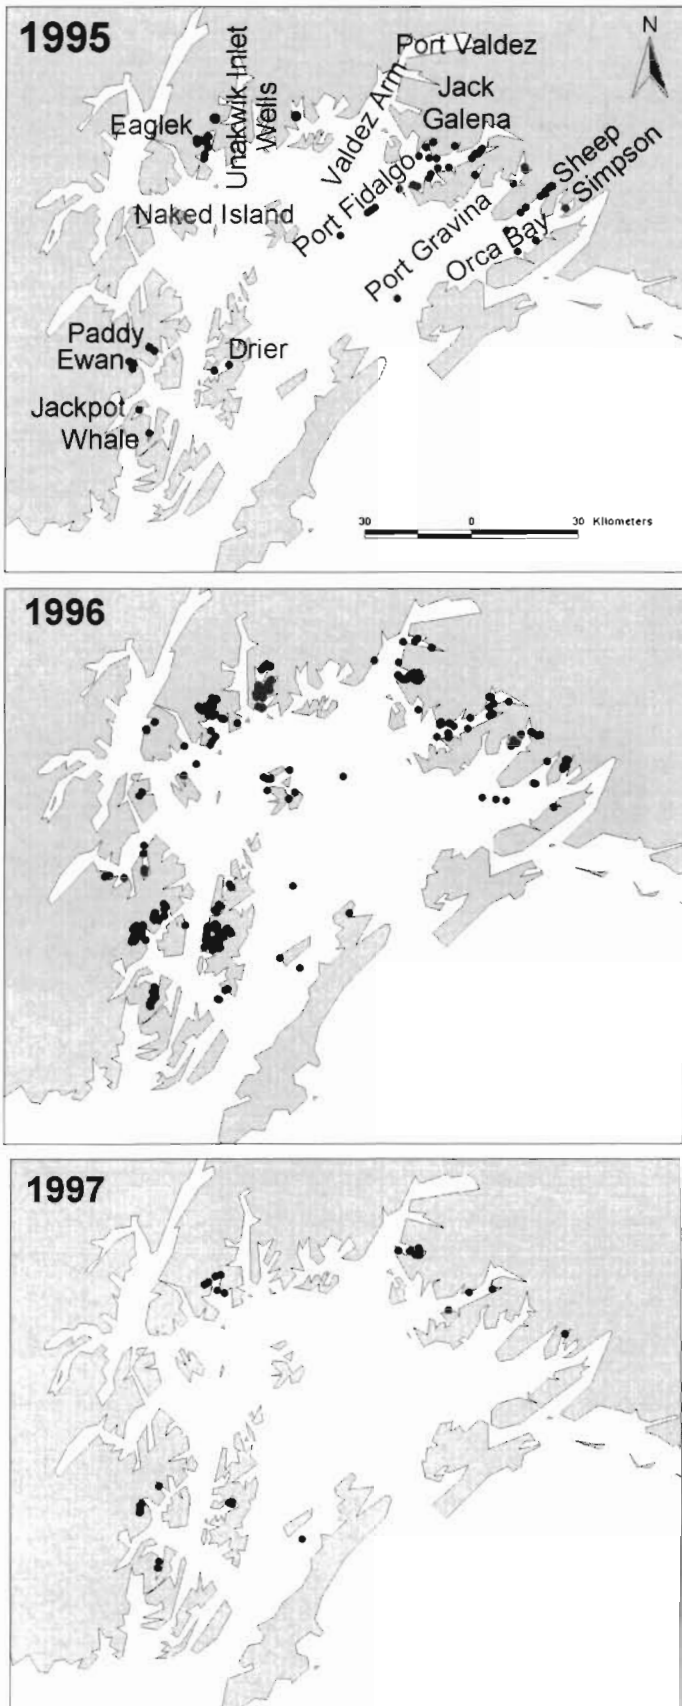 1995
N
Port Valdez
Jack
Galena
Valdez Arm
Unakwik Inlet
Wells
Eaglek
Sheep
Simpson
Port Fidalgo
Naked Island
Port Gravina
Orca Bay
Paddy
Ewan
Drier
Jackpot
Whale
30 0 30 Kilometers
1996
1997